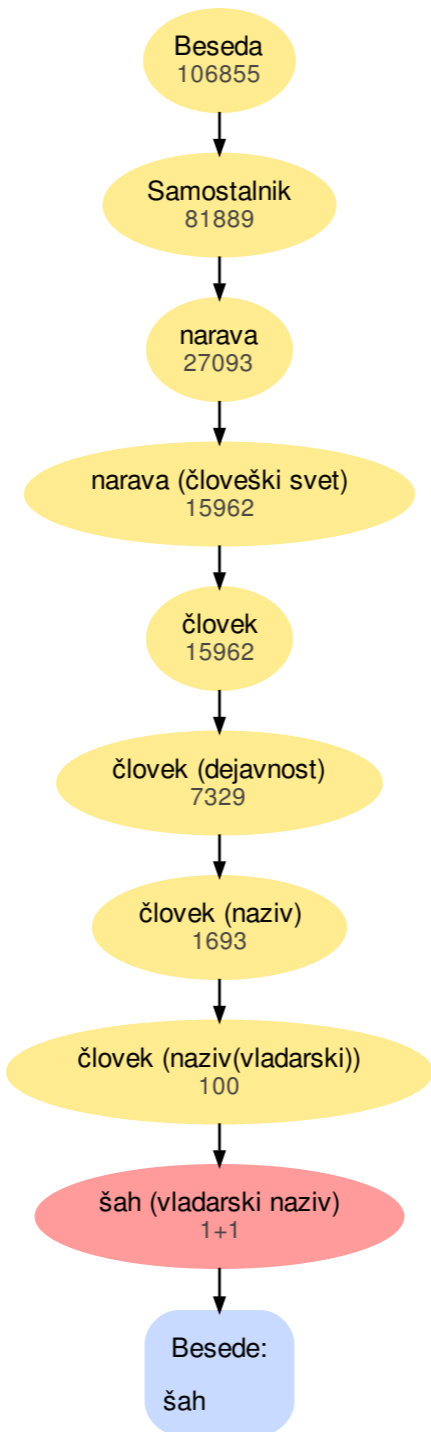 Beseda
106855
Samostalnik
81889
narava
27093
narava (človeški svet)
15962
človek
15962
človek (dejavnost)
7329
človek (naziv)
1693
človek (naziv(vladarski))
100
šah (vladarski naziv)
1+1
Besede:
šah